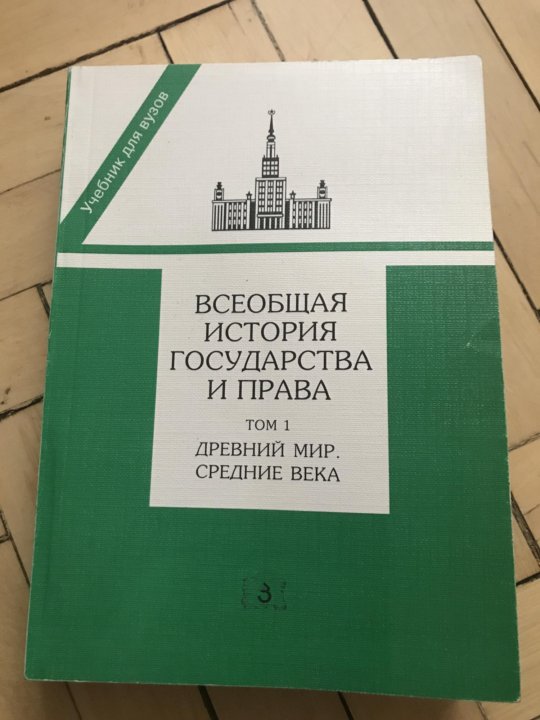 Учебник для вузов
ВСЕОБЩАЯ
ИСТОРИЯ
ГОСУДАРСТВА
И ПРАВА
ТОМ 1
ДРЕВНИЙ МИР.
СРЕДНИЕ ВЕКА
З